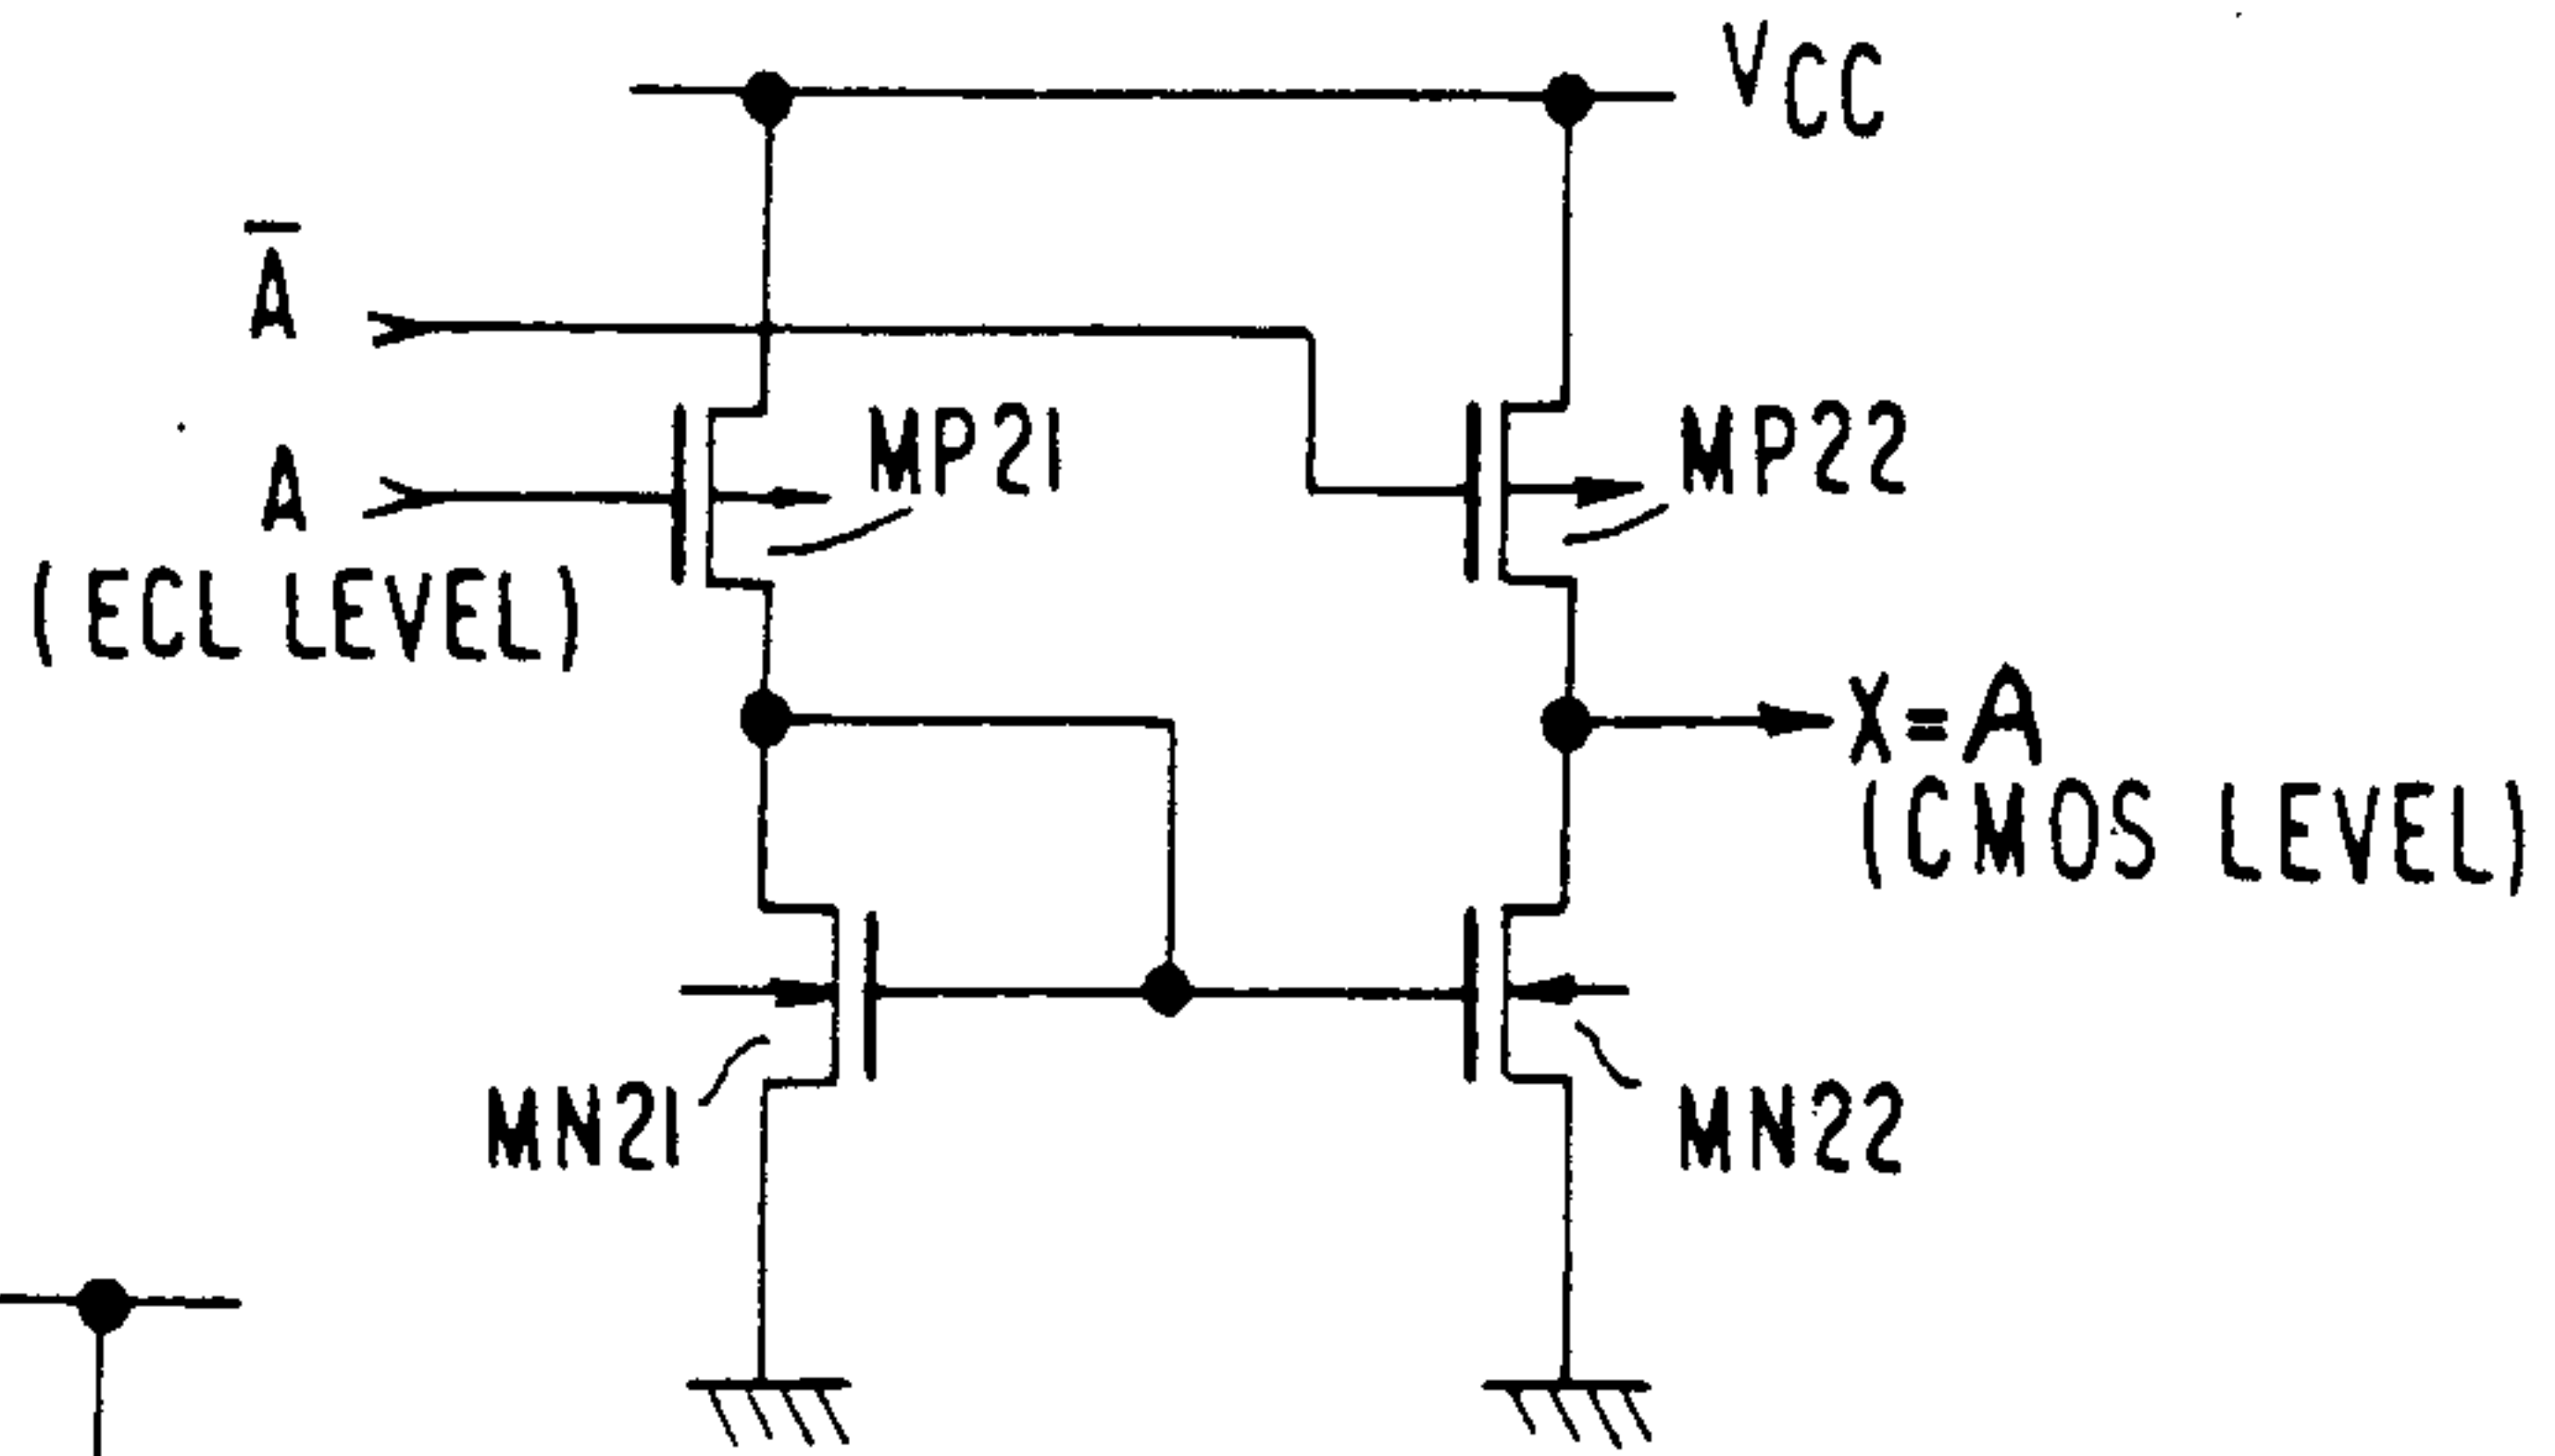 VCC
A̅
A
(ECL LEVEL)
MP21
MP22
X=A
(CMOS LEVEL)
MN21
MN22